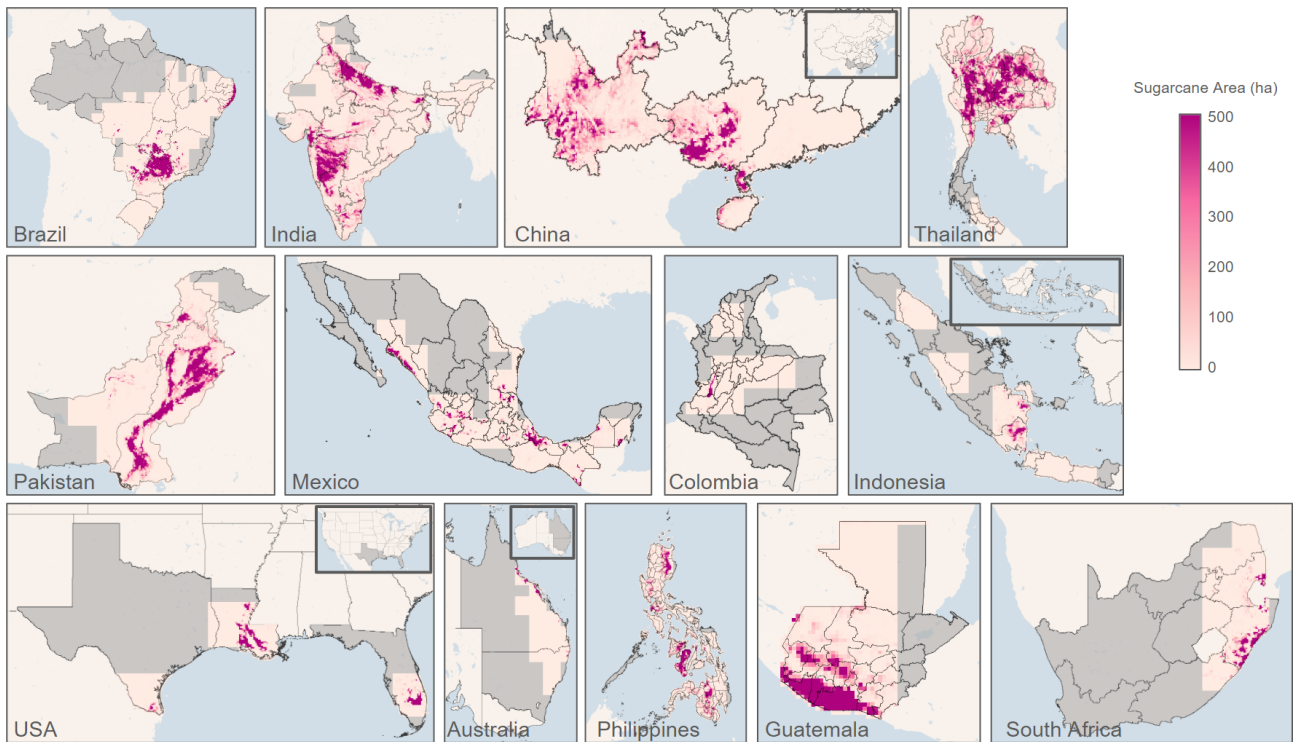 Brazil
India
China
Thailand
Sugarcane Area (ha)
500
400
300
200
100
0
Pakistan
Mexico
Colombia
Indonesia
USA
Australia
Philippines
Guatemala
South Africa